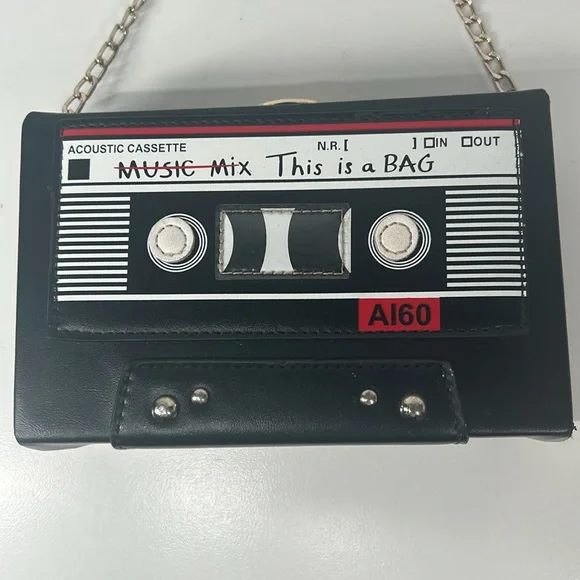 ACOUSTIC CASSETTE N.R.[ ] ☐IN ☐OUT
MUSIC Mix This is a BAG
AI60